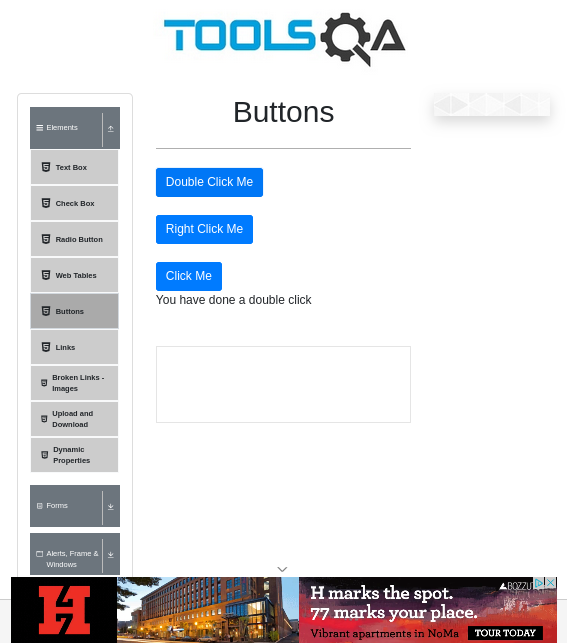 TOOLSQA
Buttons
Elements
Text Box
Check Box
Radio Button
Web Tables
Buttons
Links
Broken Links -
Images
Upload and
Download
Dynamic
Properties
Forms
Alerts, Frame &
Windows
Double Click Me
Right Click Me
Click Me
You have done a double click
H marks the spot.
77 marks your place.
Vibrant apartments in NoMa
TOUR TODAY